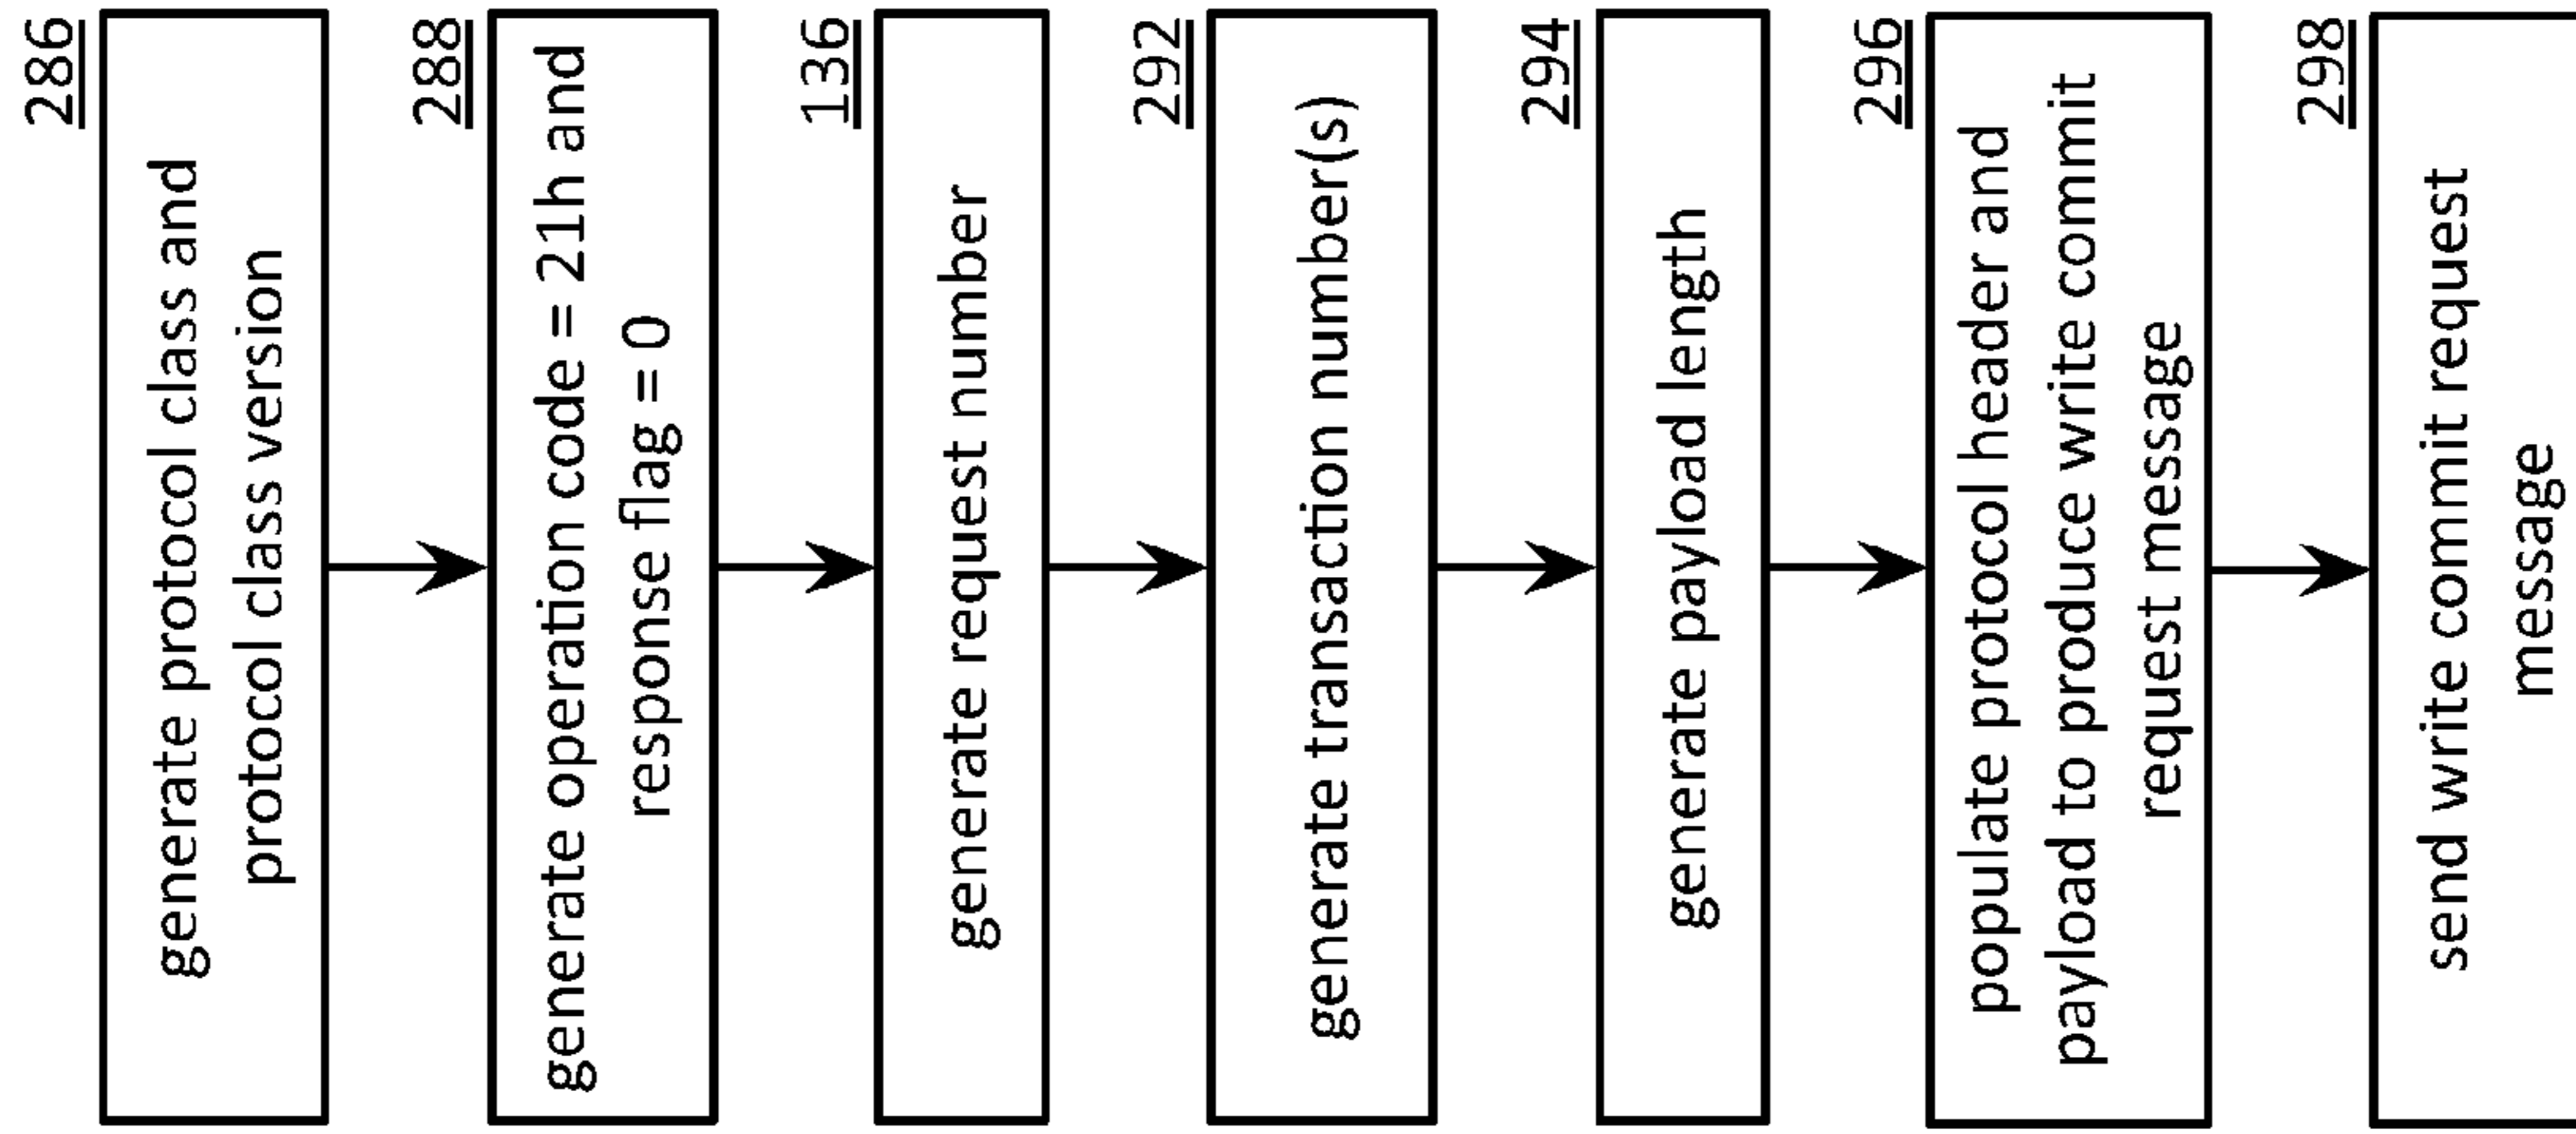 286
generate protocol class and
protocol class version
288
generate operation code = 21h and
response flag = 0
136
generate request number
292
generate transaction number(s)
294
generate payload length
296
populate protocol header and
payload to produce write commit
request message
298
send write commit request
message